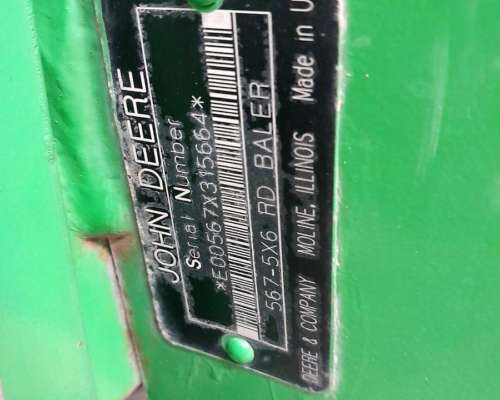 JOHN DEERE
Serial Number
*E00567X315664*
567-5X6 RD BALER
DEERE & COMPANY MOLINE, ILLINOIS Made in U